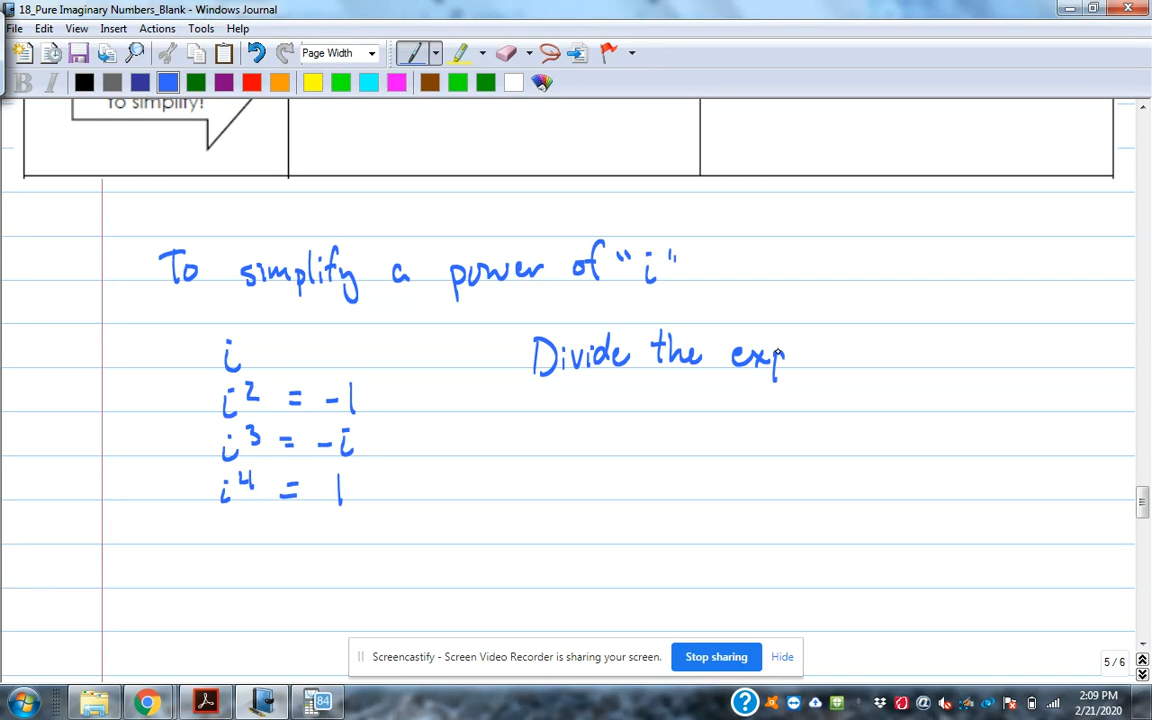 18_Pure Imaginary Numbers_Blank - Windows Journal
File Edit View Insert Actions Tools Help
Page Width
B I
to simplify!
To simplify a power of "i"
i
Divide the exp
i² = -1
i³ = -i
i⁴ = 1
Screencastify - Screen Video Recorder is sharing your screen. Stop sharing Hide
5 / 6
84
2:09 PM
2/21/2020